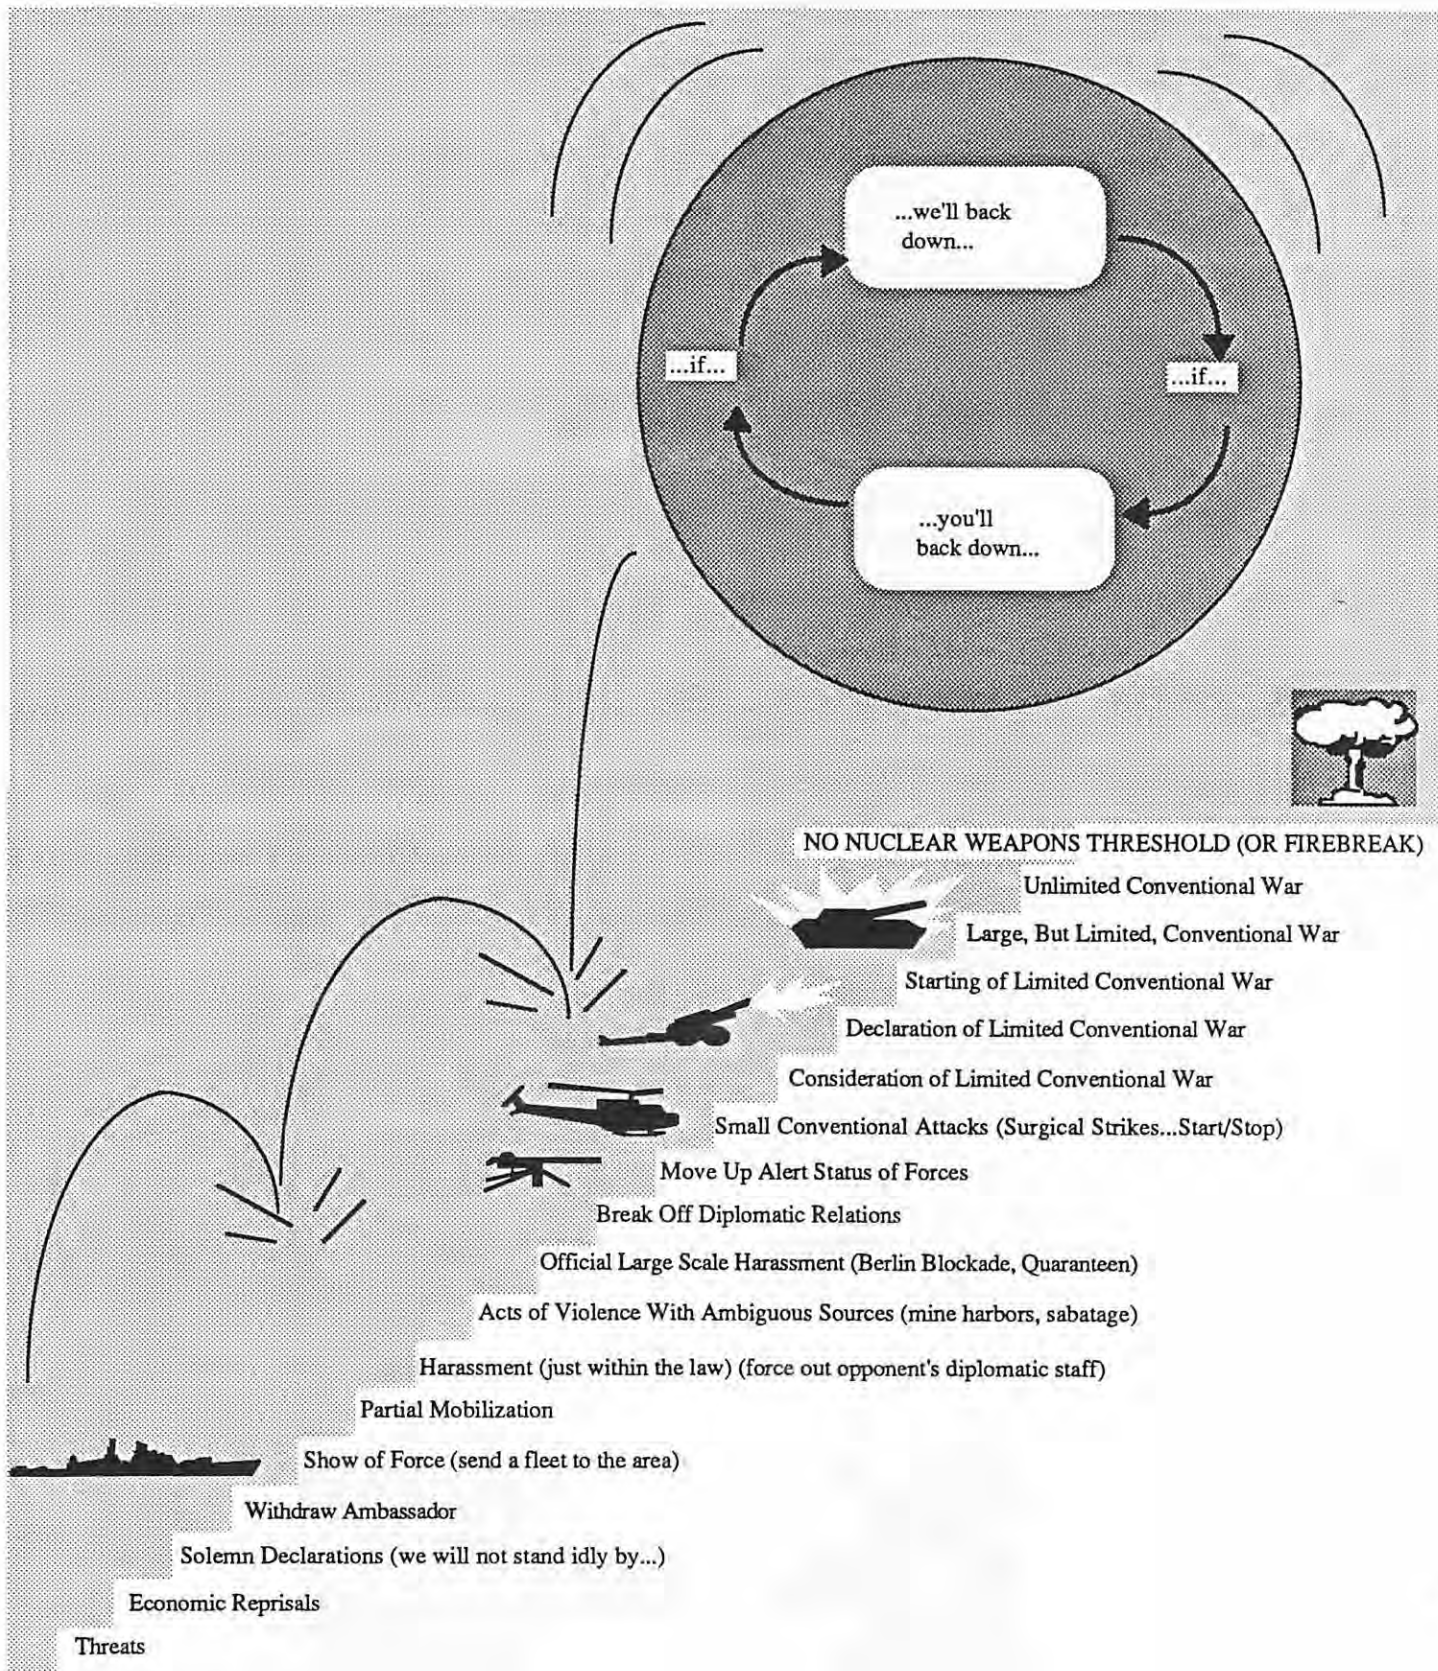 ...we'll back
down...
...if...
...if...
...you'll
back down...
NO NUCLEAR WEAPONS THRESHOLD (OR FIREBREAK)
Unlimited Conventional War
Large, But Limited, Conventional War
Starting of Limited Conventional War
Declaration of Limited Conventional War
Consideration of Limited Conventional War
Small Conventional Attacks (Surgical Strikes...Start/Stop)
Move Up Alert Status of Forces
Break Off Diplomatic Relations
Official Large Scale Harassment (Berlin Blockade, Quaranteen)
Acts of Violence With Ambiguous Sources (mine harbors, sabatage)
Harassment (just within the law) (force out opponent's diplomatic staff)
Partial Mobilization
Show of Force (send a fleet to the area)
Withdraw Ambassador
Solemn Declarations (we will not stand idly by...)
Economic Reprisals
Threats